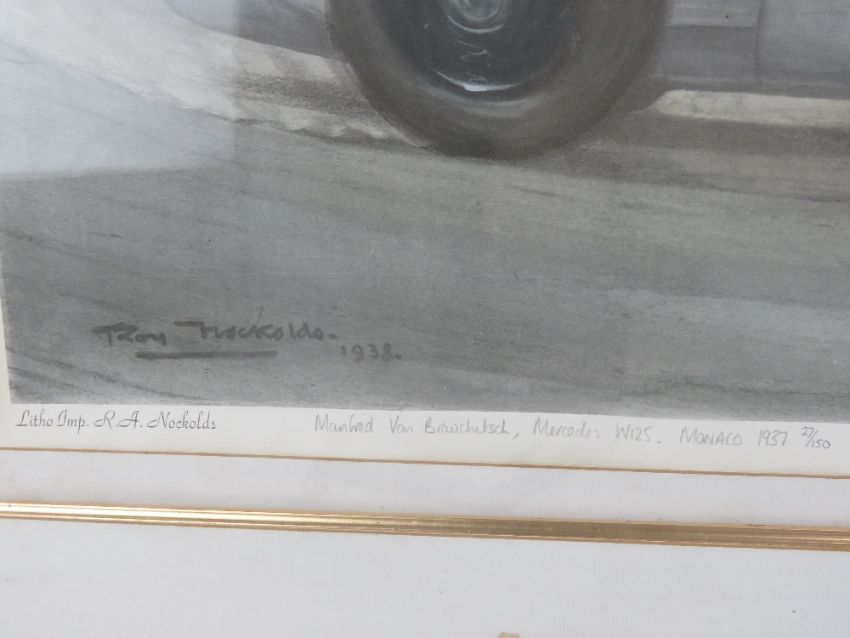 Roy Nockolds.
1938.
Litho Imp. R. A. Nockolds
Manfred Von Brauchitsch, Mercedes W125. MONACO 1937 27/150